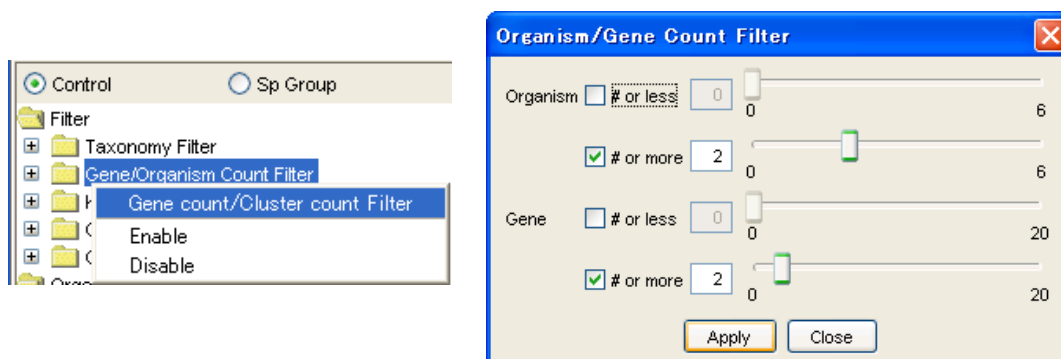 Control Sp Group
Filter
Taxonomy Filter
Gene/Organism Count Filter
Gene count/Cluster count Filter
Enable
Disable
Organism/Gene Count Filter
Organism # or less 0
0 6
# or more 2
0 6
Gene # or less 0
0 20
# or more 2
0 20
Apply Close